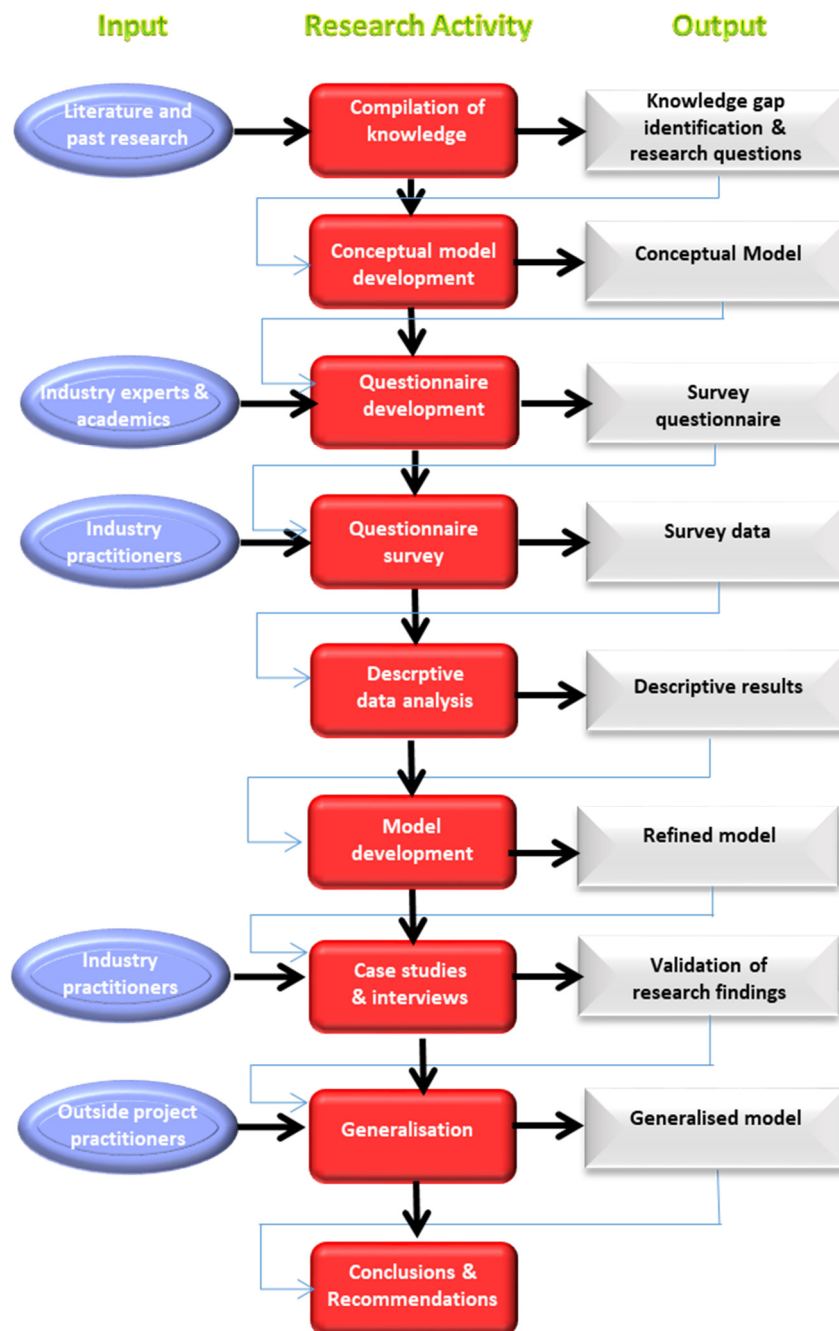 Input
Research Activity
Output
Literature and
past research
Compilation of
knowledge
Knowledge gap
identification &
research questions
Conceptual model
development
Conceptual Model
Industry experts &
academics
Questionnaire
development
Survey
questionnaire
Industry
practitioners
Questionnaire
survey
Survey data
Descrptive
data analysis
Descriptive results
Model
development
Refined model
Industry
practitioners
Case studies
& interviews
Validation of
research findings
Outside project
practitioners
Generalisation
Generalised model
Conclusions &
Recommendations